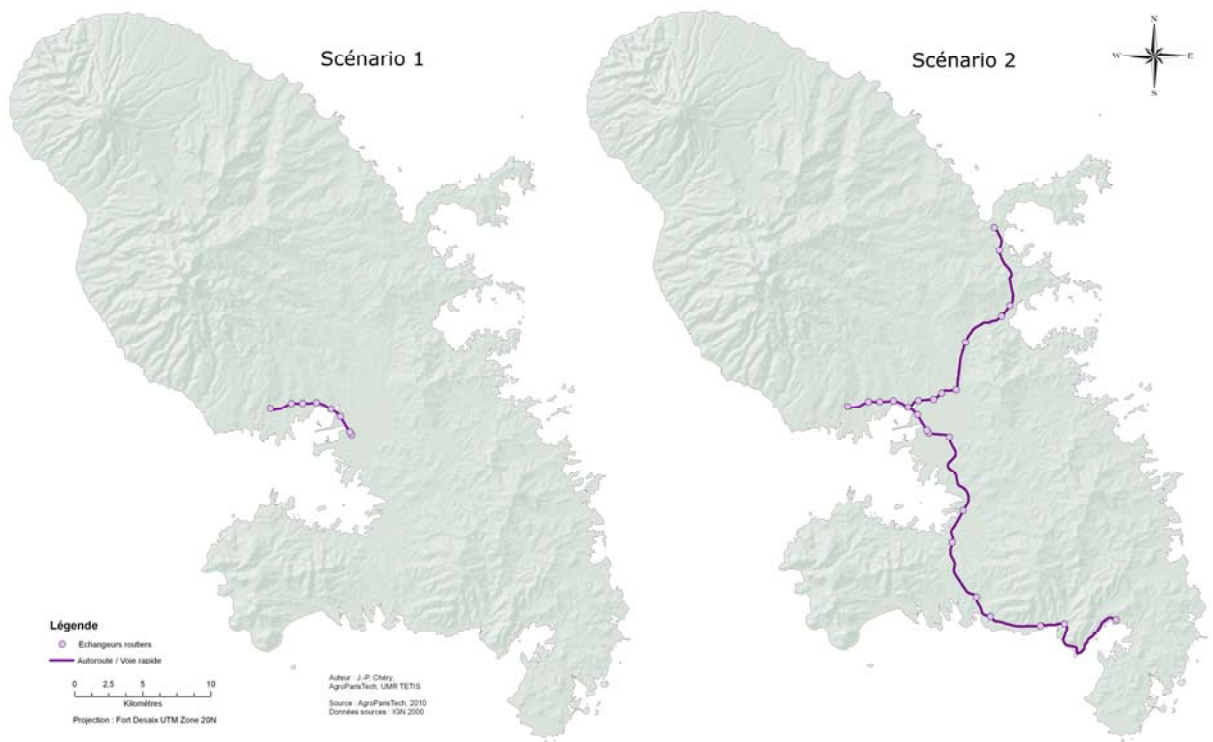 Scénario 1
Scénario 2
N
W
E
S
Légende
Echangeurs routiers
Autoroute / Voie rapide
0 2,5 5 10
Kilomètres
Projection : Fort Desaix UTM Zone 20N
Auteur : J.-P. Chéry,
AgroParisTech, UMR TETIS
Source : AgroParisTech, 2010
Données sources : IGN 2000